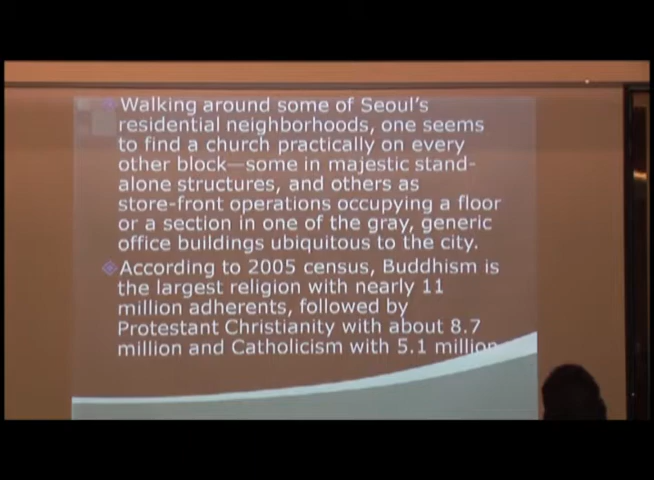 Walking around some of Seoul's
residential neighborhoods, one seems
to find a church practically on every
other block—some in majestic stand-
alone structures, and others as
store-front operations occupying a floor
or a section in one of the gray, generic
office buildings ubiquitous to the city.
According to 2005 census, Buddhism is
the largest religion with nearly 11
million adherents, followed by
Protestant Christianity with about 8.7
million and Catholicism with 5.1 million